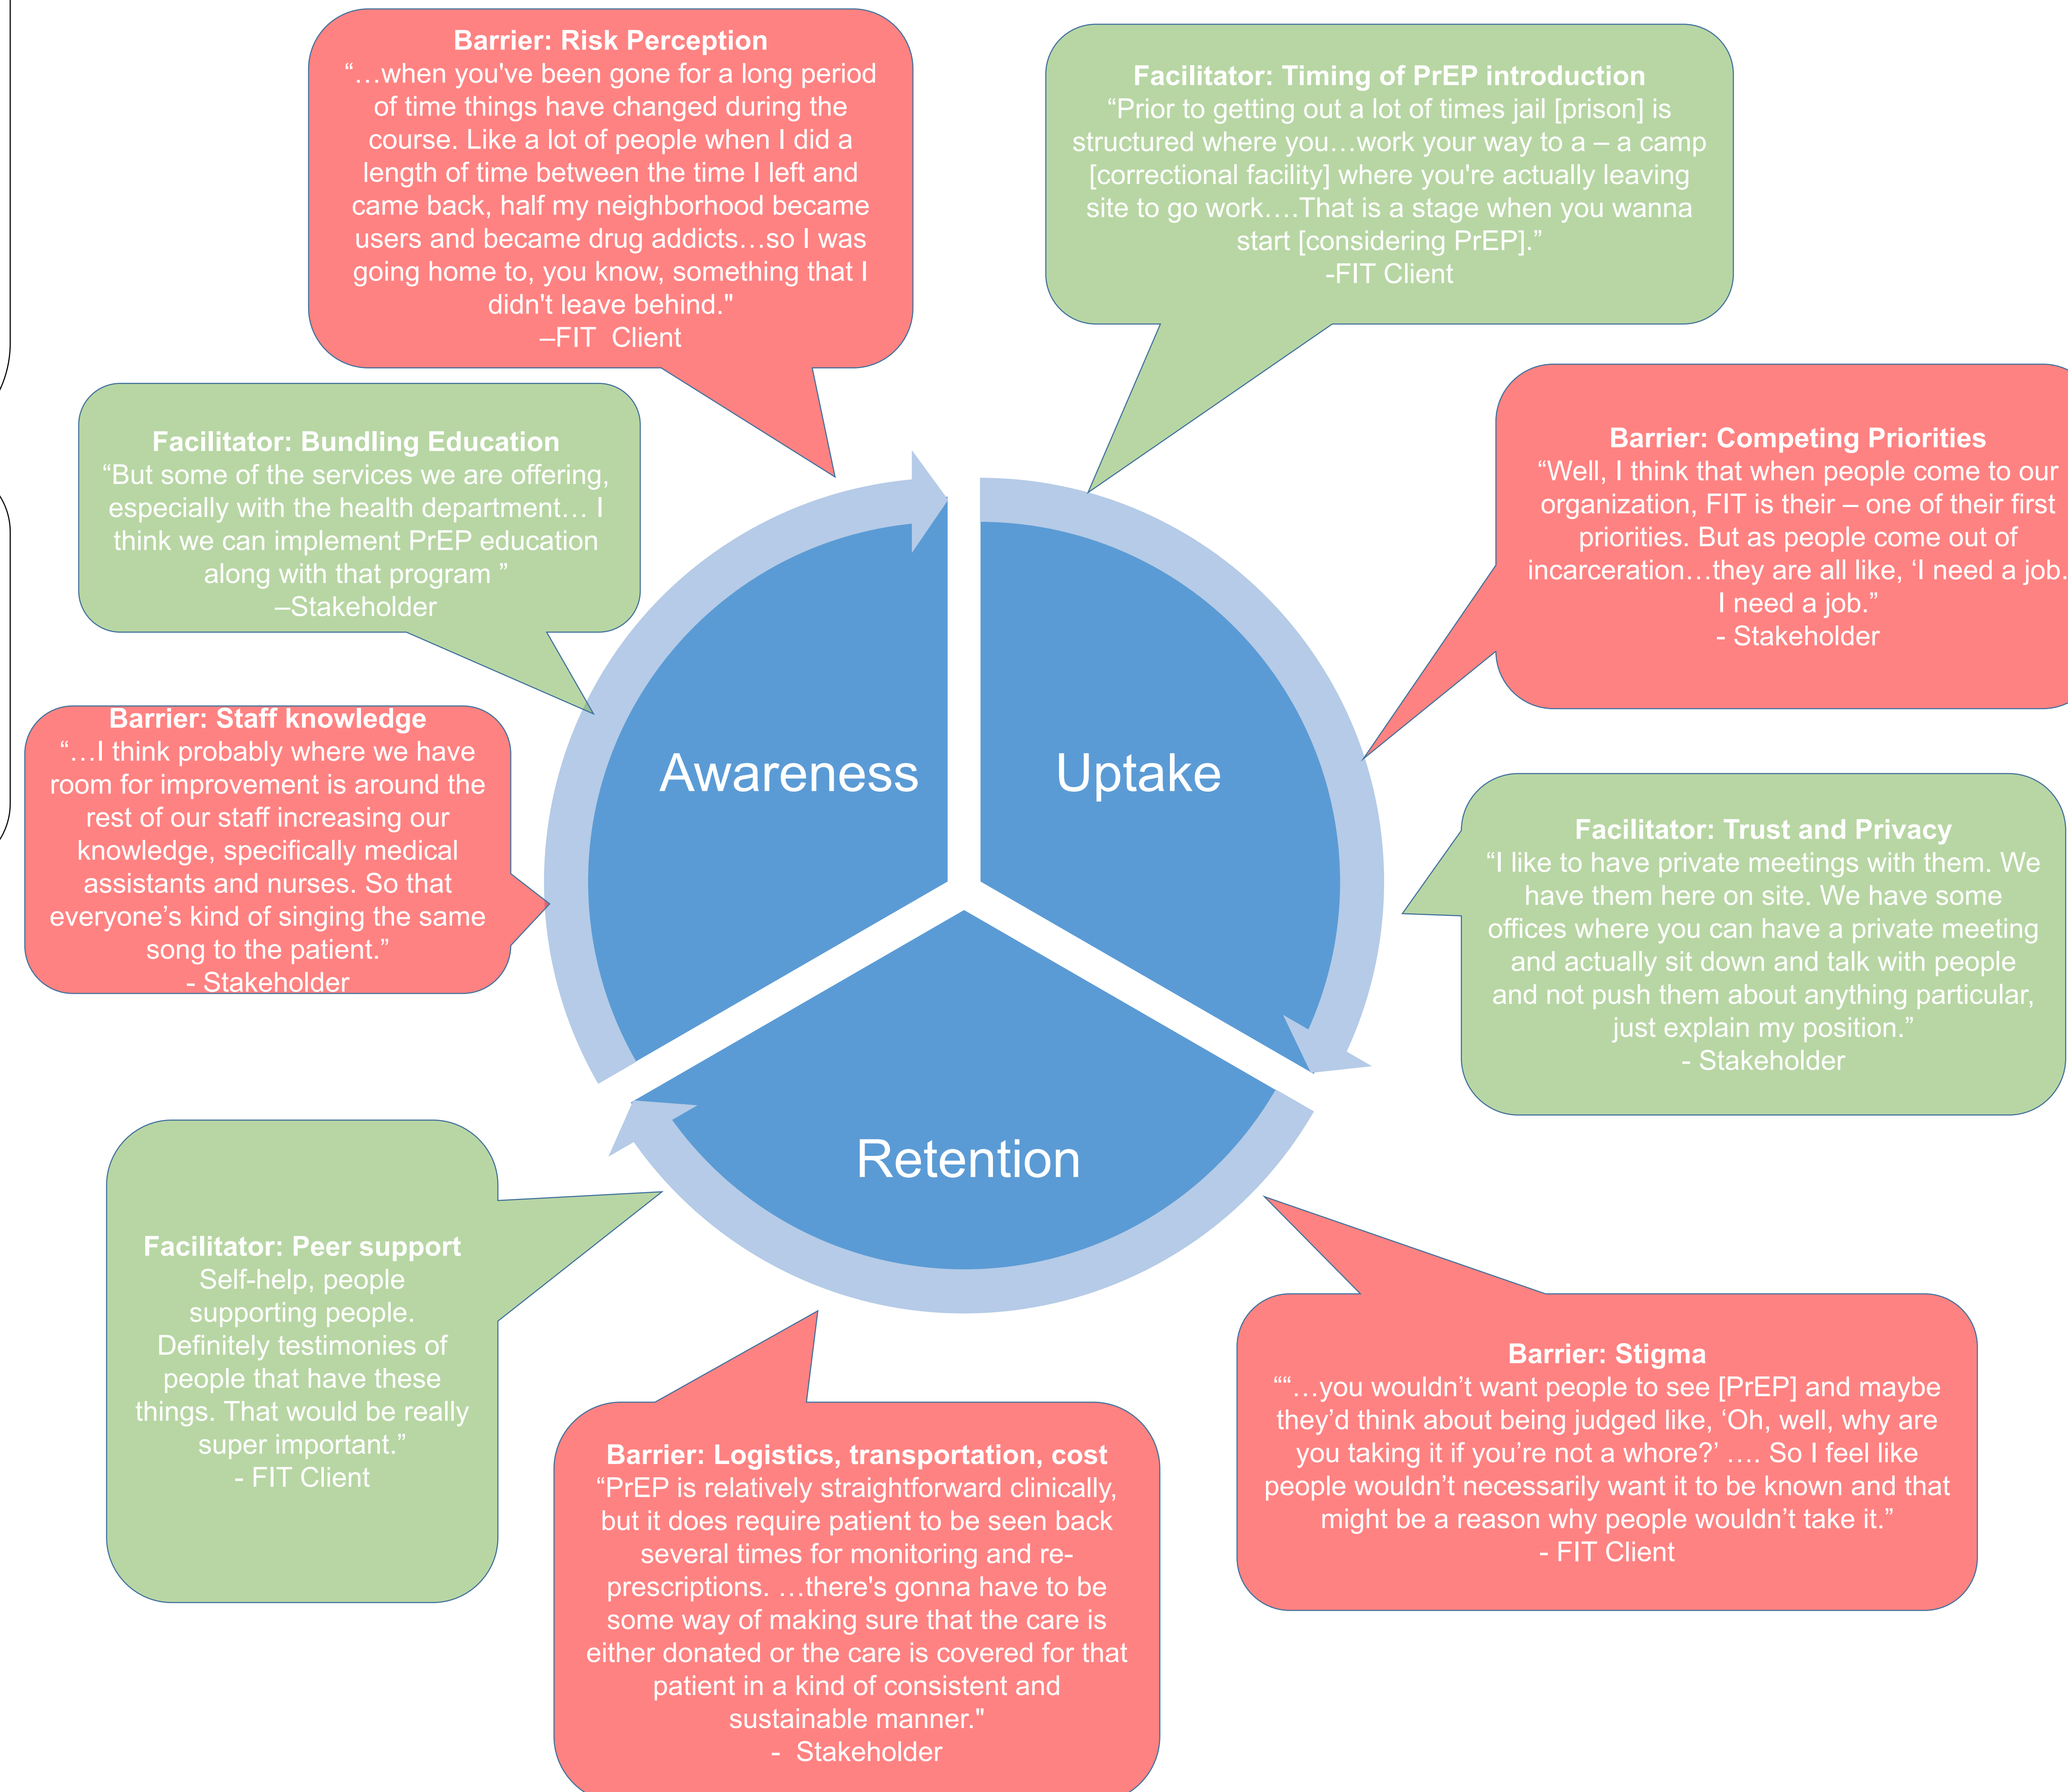 Barrier: Risk Perception
“…when you've been gone for a long period
of time things have changed during the
course. Like a lot of people when I did a
length of time between the time I left and
came back, half my neighborhood became
users and became drug addicts…so I was
going home to, you know, something that I
didn't leave behind."
–FIT  Client
Facilitator: Timing of PrEP introduction
“Prior to getting out a lot of times jail [prison] is
structured where you…work your way to a – a camp
[correctional facility] where you're actually leaving
site to go work….That is a stage when you wanna
start [considering PrEP].”
-FIT Client
Facilitator: Bundling Education
“But some of the services we are offering,
especially with the health department… I
think we can implement PrEP education
along with that program ”
–Stakeholder
Barrier: Competing Priorities
“Well, I think that when people come to our
organization, FIT is their – one of their first
priorities. But as people come out of
incarceration…they are all like, ‘I need a job.
I need a job.”
- Stakeholder
Barrier: Staff knowledge
“…I think probably where we have
room for improvement is around the
rest of our staff increasing our
knowledge, specifically medical
assistants and nurses. So that
everyone’s kind of singing the same
song to the patient.”
- Stakeholder
Awareness
Uptake
Facilitator: Trust and Privacy
“I like to have private meetings with them. We
have them here on site. We have some
offices where you can have a private meeting
and actually sit down and talk with people
and not push them about anything particular,
just explain my position.”
- Stakeholder
Retention
Facilitator: Peer support
Self-help, people
supporting people.
Definitely testimonies of
people that have these
things. That would be really
super important.”
- FIT Client
Barrier: Stigma
““…you wouldn’t want people to see [PrEP] and maybe
they’d think about being judged like, ‘Oh, well, why are
you taking it if you’re not a whore?’ …. So I feel like
people wouldn’t necessarily want it to be known and that
might be a reason why people wouldn’t take it.”
- FIT Client
Barrier: Logistics, transportation, cost
“PrEP is relatively straightforward clinically,
but it does require patient to be seen back
several times for monitoring and re-
prescriptions. …there's gonna have to be
some way of making sure that the care is
either donated or the care is covered for that
patient in a kind of consistent and
sustainable manner."
-  Stakeholder